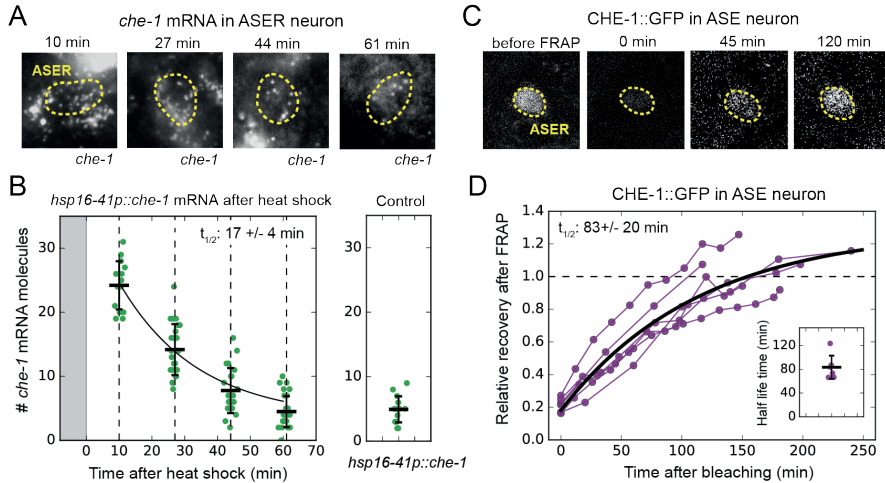 A
che-1 mRNA in ASER neuron
10 min
27 min
44 min
61 min
ASER
che-1
che-1
che-1
che-1
B
hsp16-41p::che-1 mRNA after heat shock
Control
t1/2: 17 +/- 4 min
# che-1 mRNA molecules
30
20
10
0
0
10
20
30
40
50
60
70
Time after heat shock (min)
30
20
10
0
hsp16-41p::che-1
C
CHE-1::GFP in ASE neuron
before FRAP
0 min
45 min
120 min
ASER
D
CHE-1::GFP in ASE neuron
t1/2: 83+/- 20 min
Relative recovery after FRAP
1.4
1.2
1.0
0.8
0.6
0.4
0.2
0.0
0
50
100
150
200
250
Time after bleaching (min)
Half life time (min)
120
80
40
0